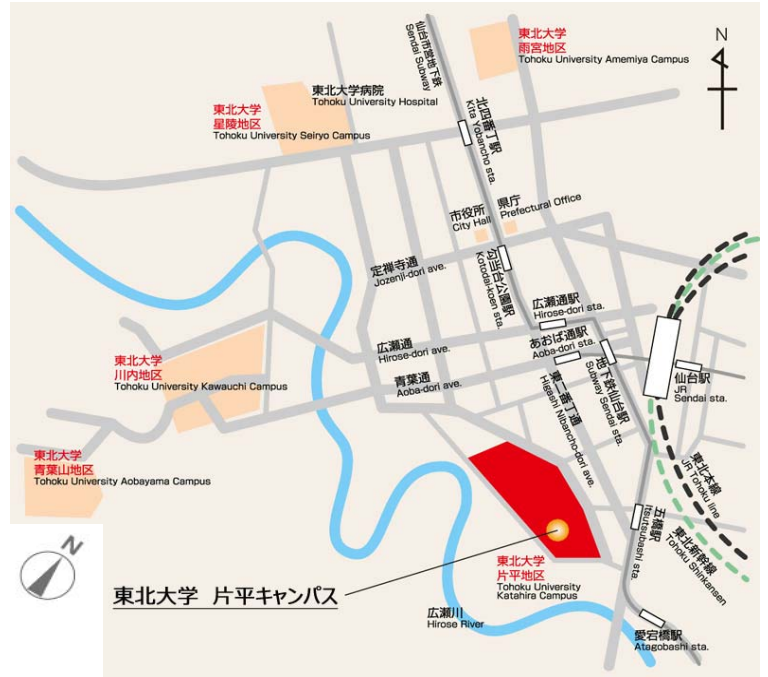 仙台市営地下鉄
Sendai Subway
東北大学
雨宮地区
Tohoku University Amemiya Campus
N
東北大学病院
Tohoku University Hospital
東北大学
星陵地区
Tohoku University Seiryo Campus
北四番丁駅
Kita Yobancho sta.
県庁
Prefectural Office
市役所
City Hall
勾当台公園駅
Kotodai-koen sta.
定禅寺通
Jozenji-dori ave.
広瀬通駅
Hirose-dori sta.
あおば通駅
Aoba-dori sta.
広瀬通
Hirose-dori ave.
青葉通
Aoba-dori ave.
地下鉄仙台駅
Subway Sendai sta.
仙台駅
JR
Sendai sta.
東北大学
川内地区
Tohoku University Kawauchi Campus
東二番丁通
Higashi Nibancho-dori ave.
東北大学
青葉山地区
Tohoku University Aobayama Campus
東北本線
JR Tohoku line
東北新幹線
Tohoku Shinkansen
五橋駅
Itsutsubashi sta.
N
東北大学
片平地区
Tohoku University
Katahira Campus
東北大学 片平キャンパス
広瀬川
Hirose River
愛宕橋駅
Atagobashi sta.